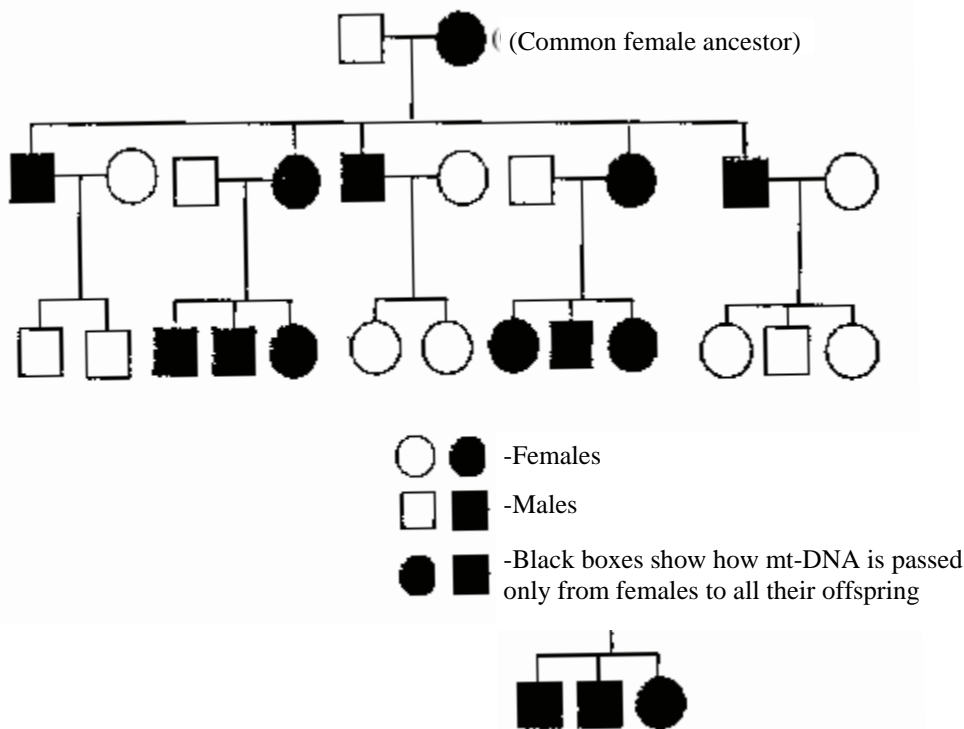 (Common female ancestor)
-Females
-Males
-Black boxes show how mt-DNA is passed
only from females to all their offspring